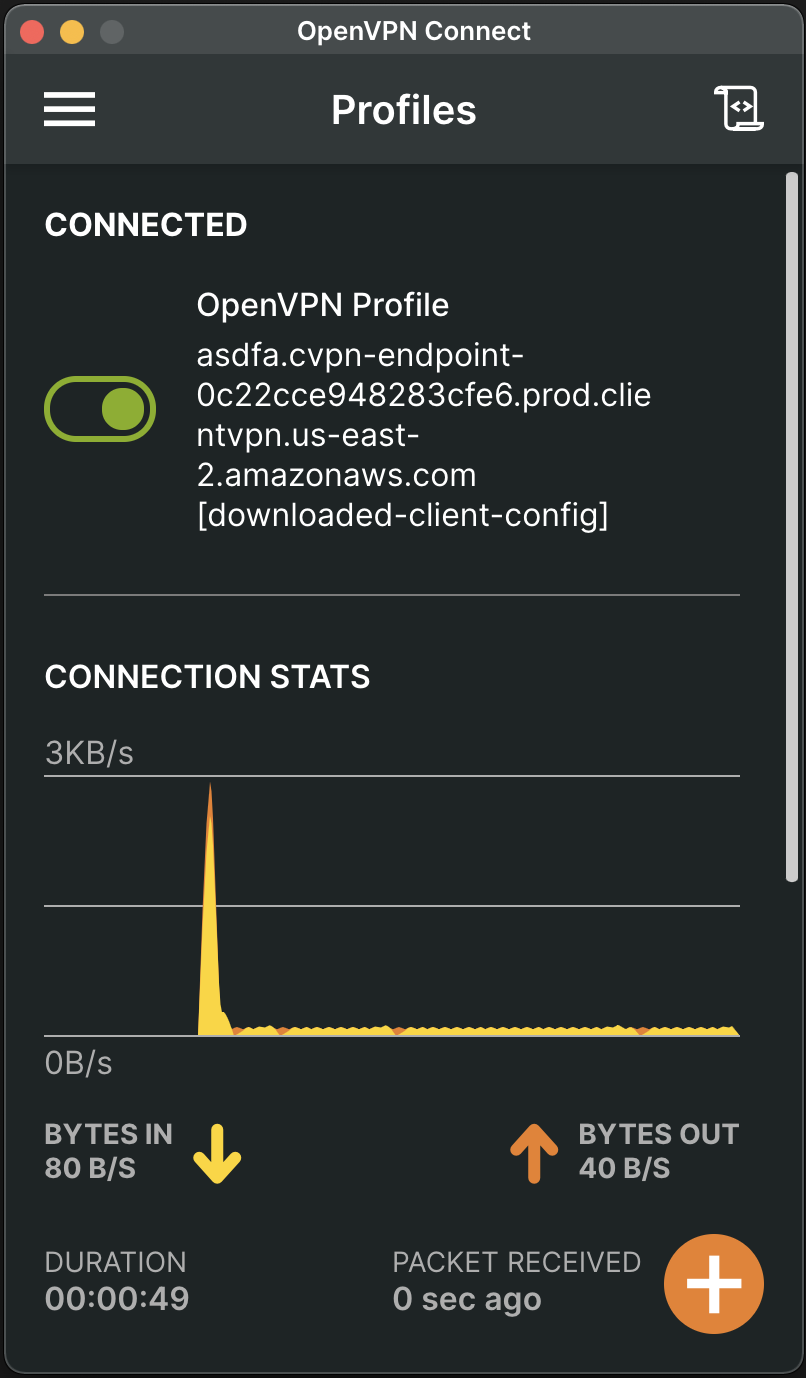 OpenVPN Connect
Profiles
CONNECTED
OpenVPN Profile
asdfa.cvpn-endpoint-
0c22cce948283cfe6.prod.clie
ntvpn.us-east-
2.amazonaws.com
[downloaded-client-config]
CONNECTION STATS
3KB/s
0B/s
BYTES IN
80 B/S
BYTES OUT
40 B/S
DURATION
00:00:49
PACKET RECEIVED
0 sec ago